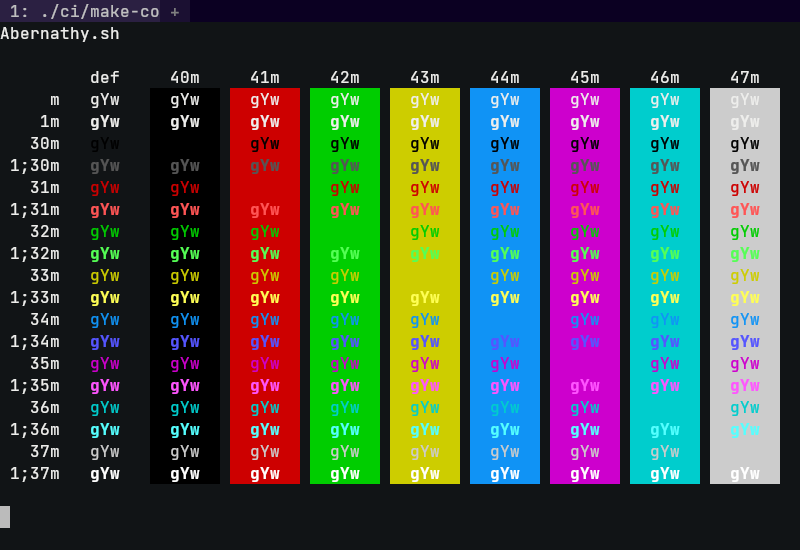 1: ./ci/make-co +
Abernathy.sh
def 40m 41m 42m 43m 44m 45m 46m 47m
m gYw gYw gYw gYw gYw gYw gYw gYw gYw
1m gYw gYw gYw gYw gYw gYw gYw gYw gYw
30m gYw gYw gYw gYw gYw gYw gYw gYw
1;30m gYw gYw gYw gYw gYw gYw gYw gYw gYw
31m gYw gYw gYw gYw gYw gYw gYw gYw
1;31m gYw gYw gYw gYw gYw gYw gYw gYw gYw
32m gYw gYw gYw gYw gYw gYw gYw gYw
1;32m gYw gYw gYw gYw gYw gYw gYw gYw gYw
33m gYw gYw gYw gYw gYw gYw gYw gYw
1;33m gYw gYw gYw gYw gYw gYw gYw gYw gYw
34m gYw gYw gYw gYw gYw gYw gYw gYw
1;34m gYw gYw gYw gYw gYw gYw gYw gYw gYw
35m gYw gYw gYw gYw gYw gYw gYw gYw
1;35m gYw gYw gYw gYw gYw gYw gYw gYw gYw
36m gYw gYw gYw gYw gYw gYw gYw gYw
1;36m gYw gYw gYw gYw gYw gYw gYw gYw gYw
37m gYw gYw gYw gYw gYw gYw gYw gYw
1;37m gYw gYw gYw gYw gYw gYw gYw gYw gYw